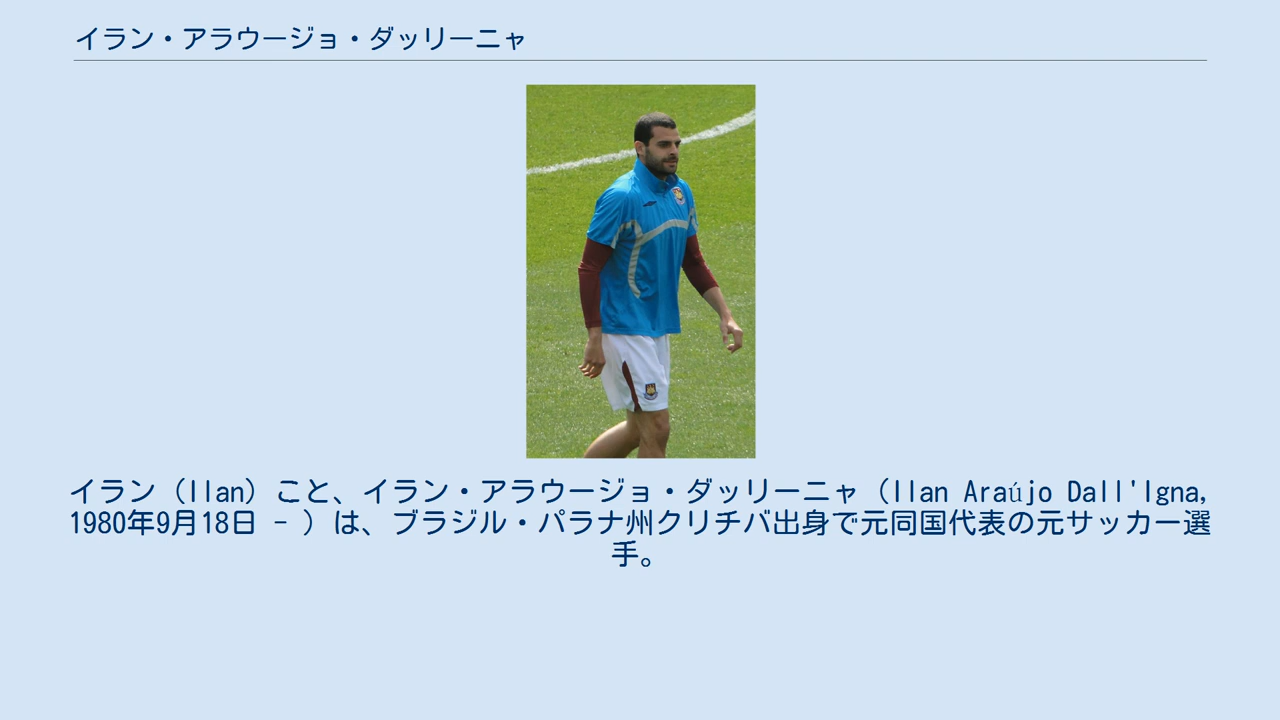 イラン・アラウージョ・ダッリーニャ
イラン（Ilan）こと、イラン・アラウージョ・ダッリーニャ（Ilan Araújo Dall'Igna,
1980年9月18日 - ）は、ブラジル・パラナ州クリチバ出身で元同国代表の元サッカー選
手。